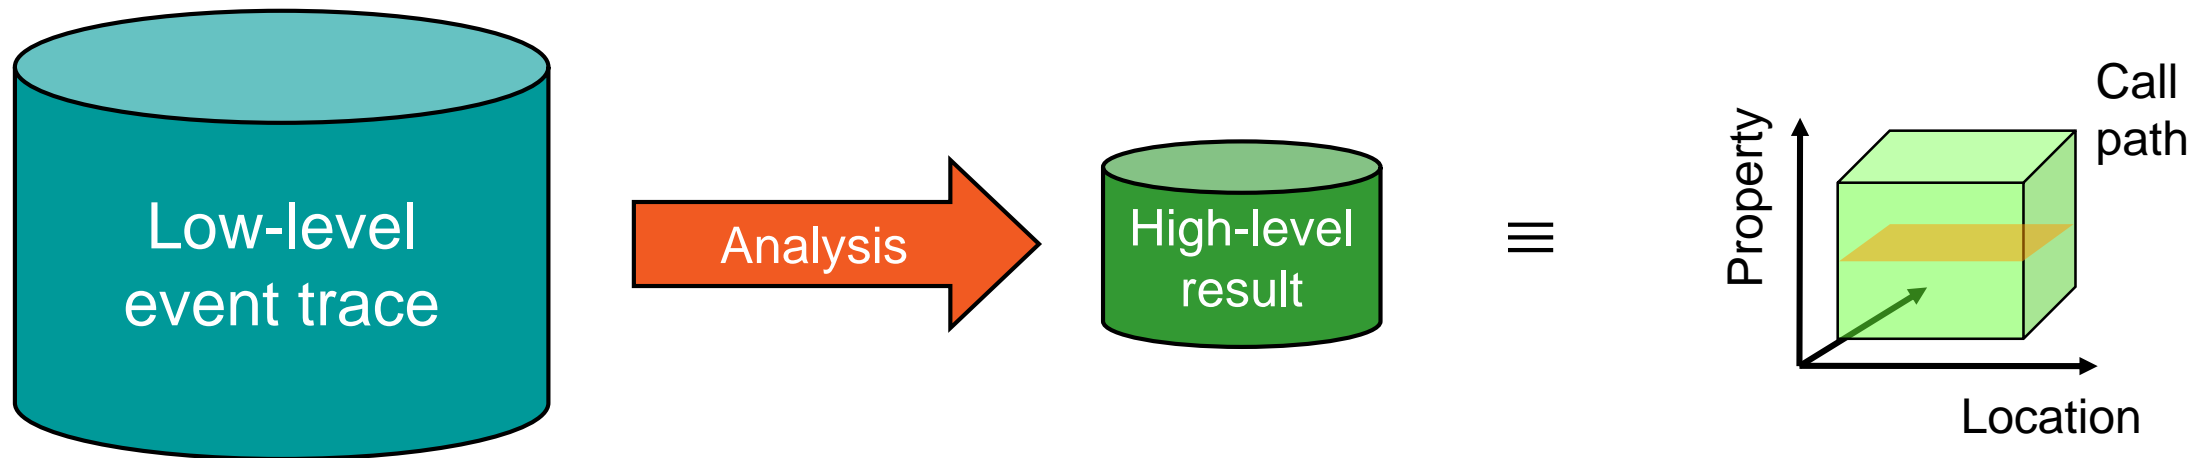 Low-level
event trace
Analysis
High-level
result
≡
Property
Call
path
Location